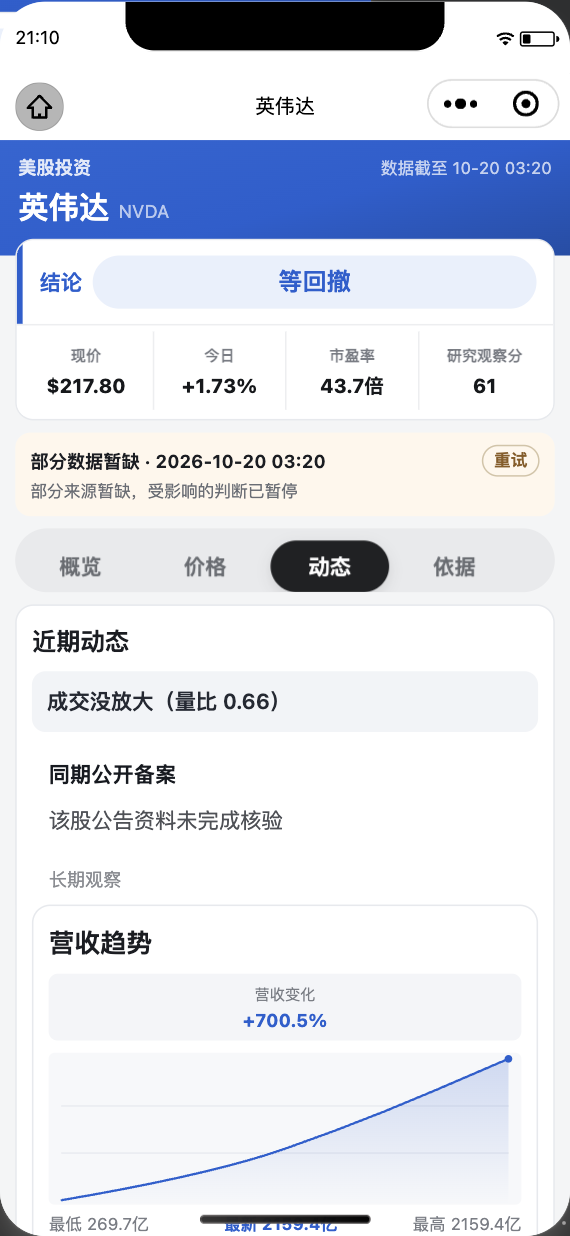 21:10
英伟达
美股投资
数据截至 10-20 03:20
英伟达 NVDA
结论
等回撤
现价
今日
市盈率
研究观察分
$217.80
+1.73%
43.7倍
61
部分数据暂缺 · 2026-10-20 03:20
重试
部分来源暂缺，受影响的判断已暂停
概览
价格
动态
依据
近期动态
成交没放大（量比 0.66）
同期公开备案
该股公告资料未完成核验
长期观察
营收趋势
营收变化
+700.5%
最低 269.7亿
最新 2159.4亿
最高 2159.4亿